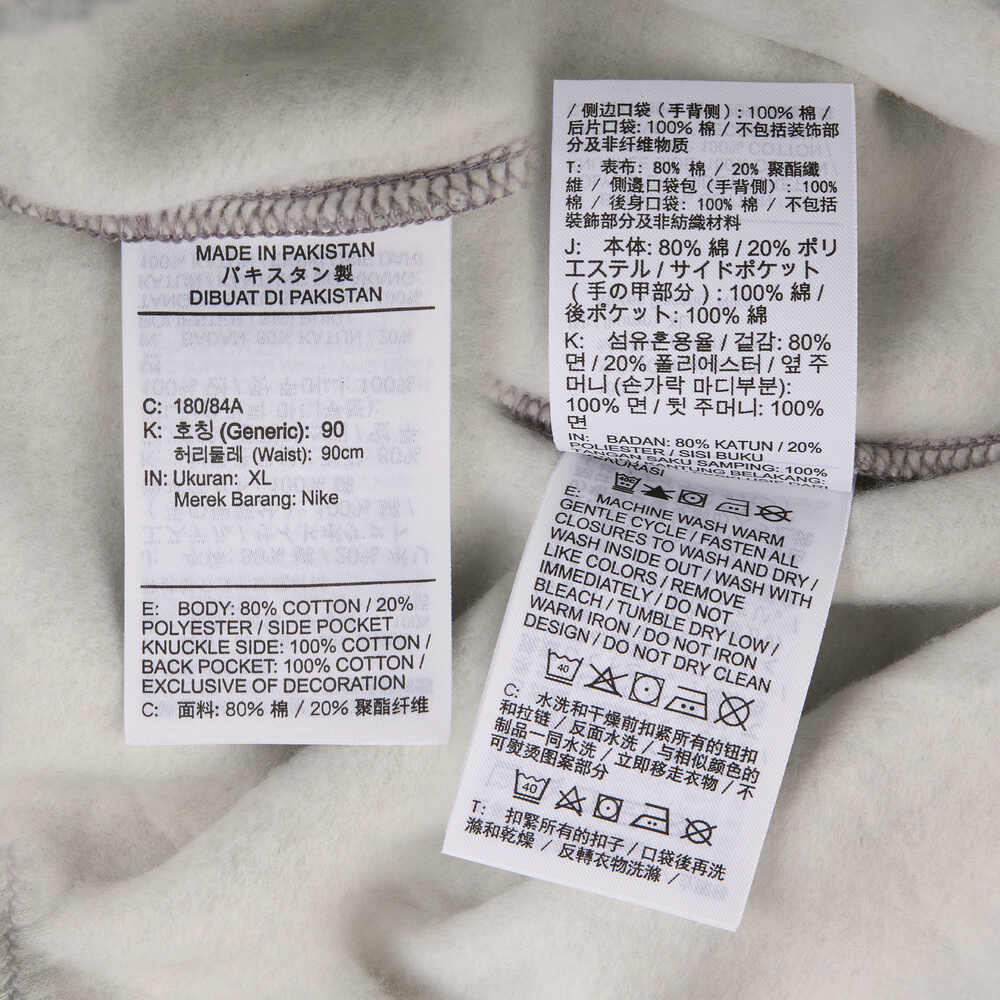 MADE IN PAKISTAN
パキスタン製
DIBUAT DI PAKISTAN
C: 180/84A
K: 호칭 (Generic): 90
허리둘레 (Waist): 90cm
IN: Ukuran: XL
Merek Barang: Nike
E: BODY: 80% COTTON / 20%
POLYESTER / SIDE POCKET
KNUCKLE SIDE: 100% COTTON /
BACK POCKET: 100% COTTON /
EXCLUSIVE OF DECORATION
C: 面料: 80% 棉 / 20% 聚酯纤维
/ 侧边口袋 (手背侧) : 100% 棉 /
后片口袋: 100% 棉 / 不包括装饰部
分及非纤维物质
T: 表布: 80% 棉 / 20% 聚酯纖
維 / 側邊口袋包 (手背側) : 100%
棉 / 後身口袋: 100% 棉 / 不包括
裝飾部分及非紡織材料
J: 本体: 80% 綿 / 20% ポリ
エステル / サイドポケット
( 手の甲部分 ) : 100% 綿 /
後ポケット: 100% 綿
K: 섬유혼용율 / 겉감: 80%
면 / 20% 폴리에스터 / 옆 주
머니 (손가락 마디부분):
100% 면 / 뒷 주머니: 100%
면
IN: BADAN: 80% KATUN / 20%
POLIESTER / SISI BUKU
TANGAN SAKU SAMPING: 100%
E: MACHINE WASH WARM
GENTLE CYCLE / FASTEN ALL
CLOSURES TO WASH AND DRY /
WASH INSIDE OUT / WASH WITH
LIKE COLORS / REMOVE
IMMEDIATELY / DO NOT
BLEACH / TUMBLE DRY LOW /
WARM IRON / DO NOT IRON
DESIGN / DO NOT DRY CLEAN
40
C: 水洗和干燥前扣紧所有的钮扣
和拉链 / 反面水洗 / 与相似颜色的
制品一同水洗 / 立即移走衣物 / 不
可熨烫图案部分
40
T: 扣緊所有的扣子 / 口袋後再洗
滌和乾燥 / 反轉衣物洗滌 /